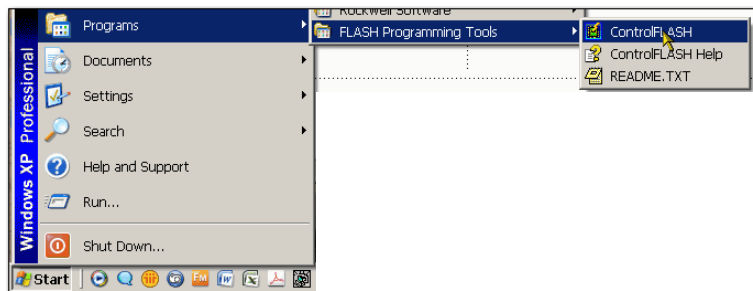 Rockwell Software
Programs
FLASH Programming Tools
ControlFLASH
Documents
ControlFLASH Help
README.TXT
Settings
Search
Help and Support
Run...
Shut Down...
Windows XP Professional
Start